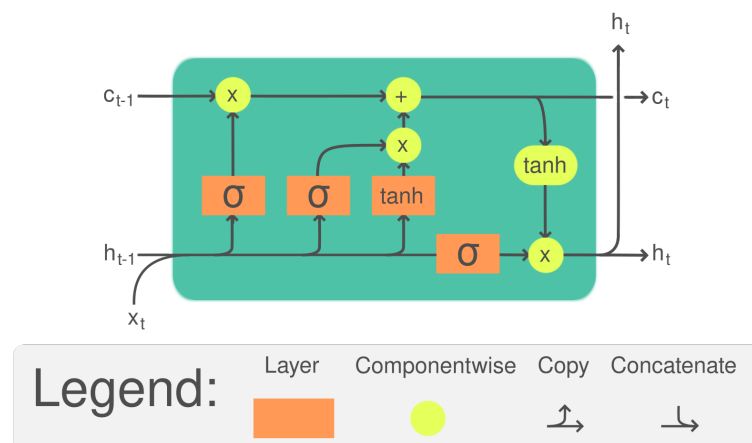 h_t
c_{t-1} x + c_t
x
tanh
σ σ tanh
h_{t-1} σ x h_t
x_t
Legend: Layer Componentwise Copy Concatenate